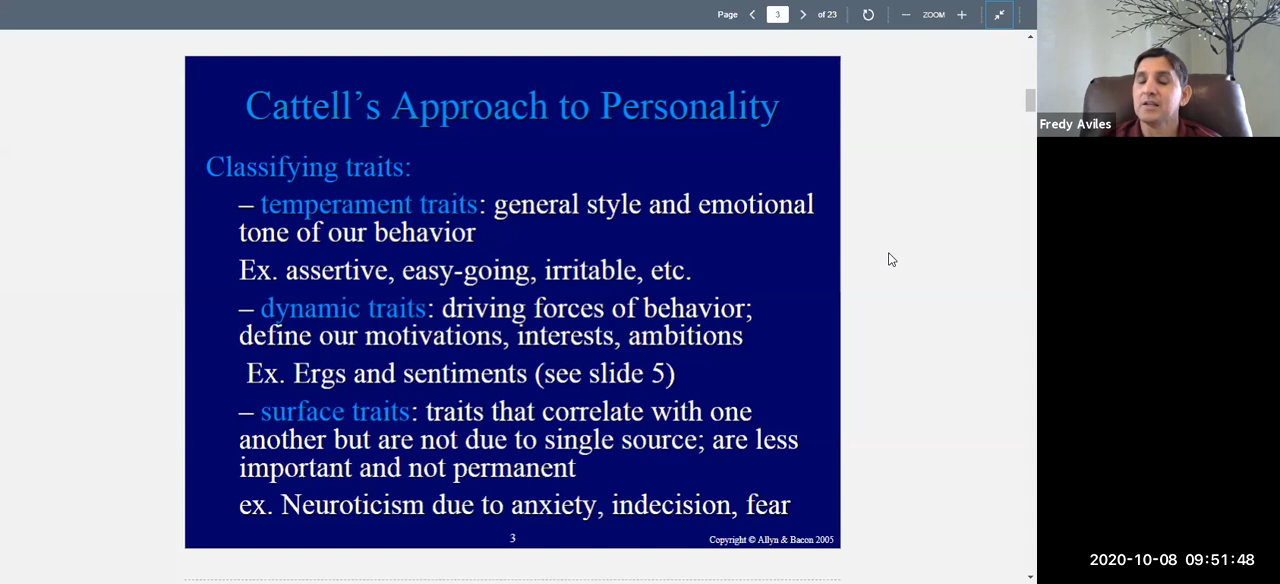 Page 3 of 23 ZOOM
Cattell's Approach to Personality
Classifying traits:
– temperament traits: general style and emotional
tone of our behavior
Ex. assertive, easy-going, irritable, etc.
– dynamic traits: driving forces of behavior;
define our motivations, interests, ambitions
Ex. Ergs and sentiments (see slide 5)
– surface traits: traits that correlate with one
another but are not due to single source; are less
important and not permanent
ex. Neuroticism due to anxiety, indecision, fear
3
Copyright © Allyn & Bacon 2005
Fredy Aviles
2020-10-08 09:51:48